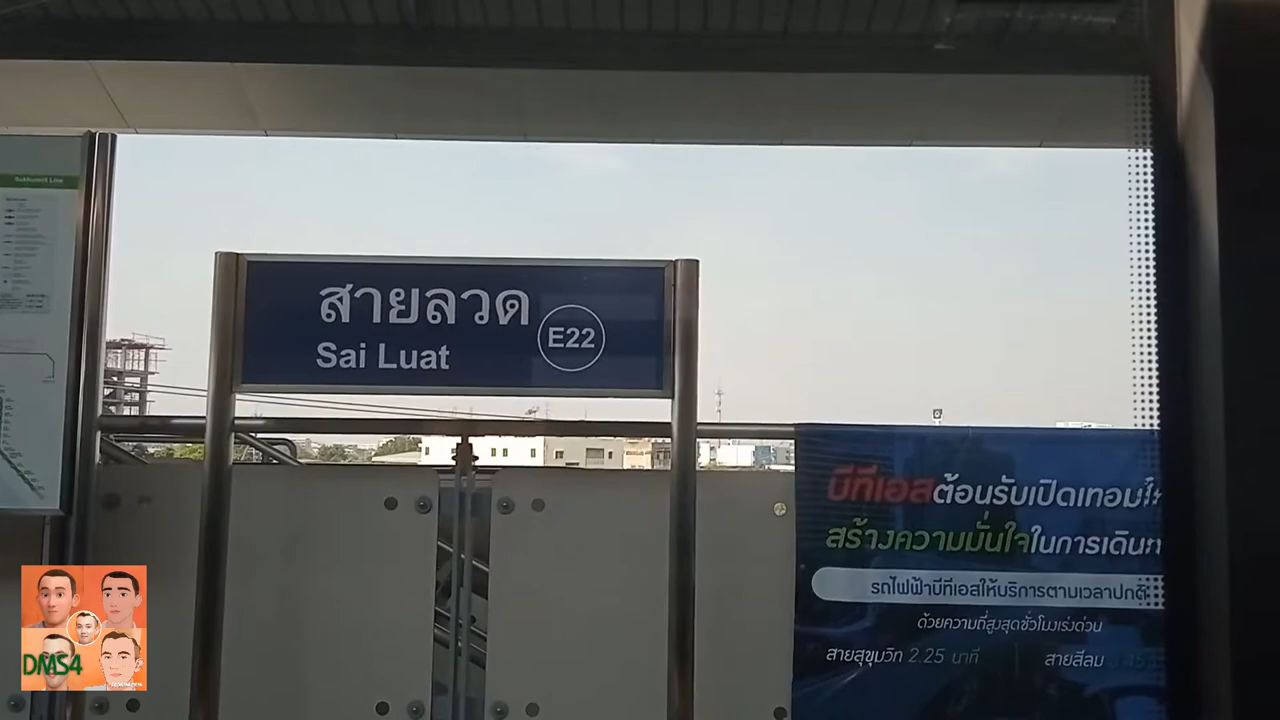 Sukhumvit Line
สายลวด
Sai Luat
E22
บีทีเอสต้อนรับเปิดเทอม
สร้างความมั่นใจในการเดิน
รถไฟฟ้าบีทีเอสให้บริการตามเวลาปกติ
ด้วยความถี่สูงสุดชั่วโมงเร่งด่วน
สายสุขุมวิท 2.25 นาที
สายสีลม
DMS4